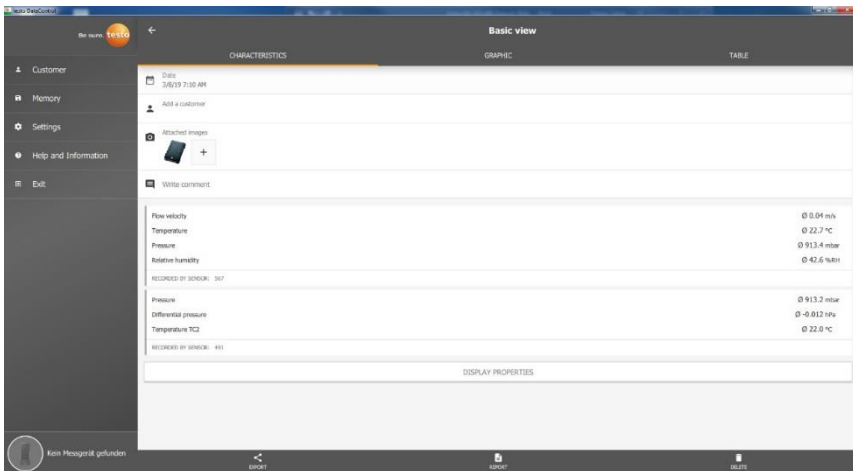 testo DataControl
Be sure. testo
Customer
Memory
Settings
Help and Information
Exit
Kein Messgerät gefunden
Basic view
CHARACTERISTICS
GRAPHIC
TABLE
Date
3/8/19 7:10 AM
Add a customer
Attached images
+
Write comment
Flow velocity Ø 0.04 m/s
Temperature Ø 22.7 °C
Pressure Ø 913.4 mbar
Relative humidity Ø 42.6 %RH
RECORDED BY SENSOR: 567
Pressure Ø 913.2 mbar
Differential pressure Ø -0.012 hPa
Temperature TC2 Ø 22.0 °C
RECORDED BY SENSOR: 491
DISPLAY PROPERTIES
EXPORT
REPORT
DELETE